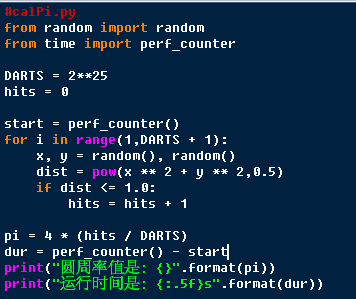 #calPi.py
from random import random
from time import perf_counter

DARTS = 2**25
hits = 0

start = perf_counter()
for i in range(1,DARTS + 1):
    x, y = random(), random()
    dist = pow(x ** 2 + y ** 2,0.5)
    if dist <= 1.0:
        hits = hits + 1

pi = 4 * (hits / DARTS)
dur = perf_counter() - start
print("圆周率值是: {}".format(pi))
print("运行时间是: {:.5f}s".format(dur))